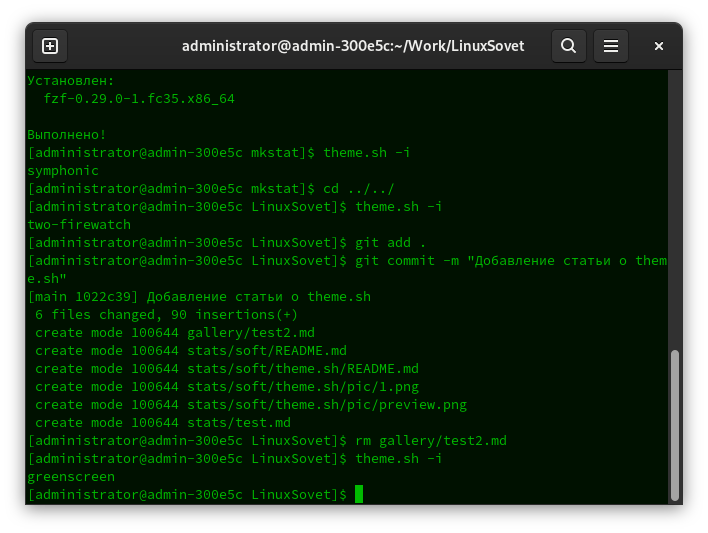 administrator@admin-300e5c:~/Work/LinuxSovet
Установлен:
  fzf-0.29.0-1.fc35.x86_64
Выполнено!
[administrator@admin-300e5c mkstat]$ theme.sh -i
symphonic
[administrator@admin-300e5c mkstat]$ cd ../../
[administrator@admin-300e5c LinuxSovet]$ theme.sh -i
two-firewatch
[administrator@admin-300e5c LinuxSovet]$ git add .
[administrator@admin-300e5c LinuxSovet]$ git commit -m "Добавление статьи о them
e.sh"
[main 1022c39] Добавление статьи о theme.sh
 6 files changed, 90 insertions(+)
 create mode 100644 gallery/test2.md
 create mode 100644 stats/soft/README.md
 create mode 100644 stats/soft/theme.sh/README.md
 create mode 100644 stats/soft/theme.sh/pic/1.png
 create mode 100644 stats/soft/theme.sh/pic/preview.png
 create mode 100644 stats/test.md
[administrator@admin-300e5c LinuxSovet]$ rm gallery/test2.md
[administrator@admin-300e5c LinuxSovet]$ theme.sh -i
greenscreen
[administrator@admin-300e5c LinuxSovet]$